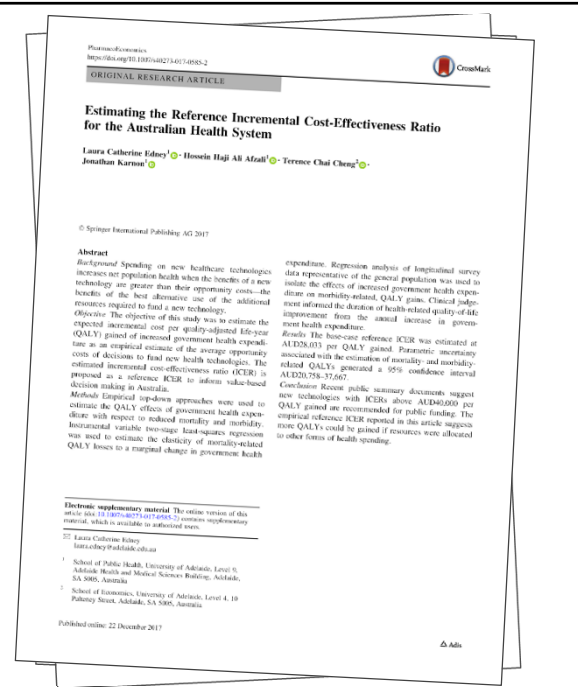 PharmacoEconomics
https://doi.org/10.1007/s40273-017-0585-2
CrossMark
ORIGINAL RESEARCH ARTICLE
Estimating the Reference Incremental Cost-Effectiveness Ratio
for the Australian Health System
Laura Catherine Edney1 · Hossein Haji Ali Afzali1 · Terence Chai Cheng2 ·
Jonathan Karnon1
© Springer International Publishing AG 2017
Abstract
Background Spending on new healthcare technologies
increases net population health when the benefits of a new
technology are greater than their opportunity costs—the
benefits of the best alternative use of the additional
resources required to fund a new technology.
Objective The objective of this study was to estimate the
expected incremental cost per quality-adjusted life-year
(QALY) gained of increased government health expendi-
ture as an empirical estimate of the average opportunity
costs of decisions to fund new health technologies. The
estimated incremental cost-effectiveness ratio (ICER) is
proposed as a reference ICER to inform value-based
decision making in Australia.
Methods Empirical top-down approaches were used to
estimate the QALY effects of government health expen-
diture with respect to reduced mortality and morbidity.
Instrumental variable two-stage least-squares regression
was used to estimate the elasticity of mortality-related
QALY losses to a marginal change in government health
expenditure. Regression analysis of longitudinal survey
data representative of the general population was used to
isolate the effects of increased government health expen-
diture on morbidity-related, QALY gains. Clinical judge-
ment informed the duration of health-related quality-of-life
improvement from the annual increase in govern-
ment health expenditure.
Results The base-case reference ICER was estimated at
AUD28,033 per QALY gained. Parametric uncertainty
associated with the estimation of mortality- and morbidity-
related QALYs generated a 95% confidence interval
AUD20,758–37,667.
Conclusion Recent public summary documents suggest
new technologies with ICERs above AUD40,000 per
QALY gained are recommended for public funding. The
empirical reference ICER reported in this article suggests
more QALYs could be gained if resources were allocated
to other forms of health spending.
Electronic supplementary material The online version of this
article (doi:10.1007/s40273-017-0585-2) contains supplementary
material, which is available to authorized users.
Laura Catherine Edney
laura.edney@adelaide.edu.au
1 School of Public Health, University of Adelaide, Level 9,
Adelaide Health and Medical Sciences Building, Adelaide,
SA 5005, Australia
2 School of Economics, University of Adelaide, Level 4, 10
Pulteney Street, Adelaide, SA 5005, Australia
Published online: 22 December 2017
Adis